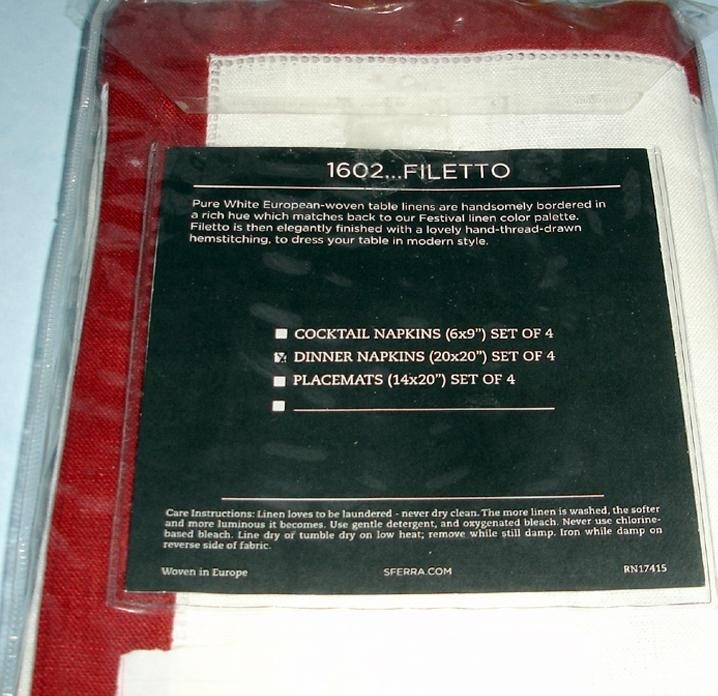 1602...FILETTO
Pure White European-woven table linens are handsomely bordered in
a rich hue which matches back to our Festival linen color palette.
Filetto is then elegantly finished with a lovely hand-thread-drawn
hemstitching, to dress your table in modern style.
COCKTAIL NAPKINS (6x9") SET OF 4
DINNER NAPKINS (20x20") SET OF 4
PLACEMATS (14x20") SET OF 4
Care Instructions: Linen loves to be laundered - never dry clean. The more linen is washed, the softer
and more luminous it becomes. Use gentle detergent, and oxygenated bleach. Never use chlorine-
based bleach. Line dry or tumble dry on low heat; remove while still damp. Iron while damp on
reverse side of fabric.
Woven in Europe SFERRA.COM RN17415